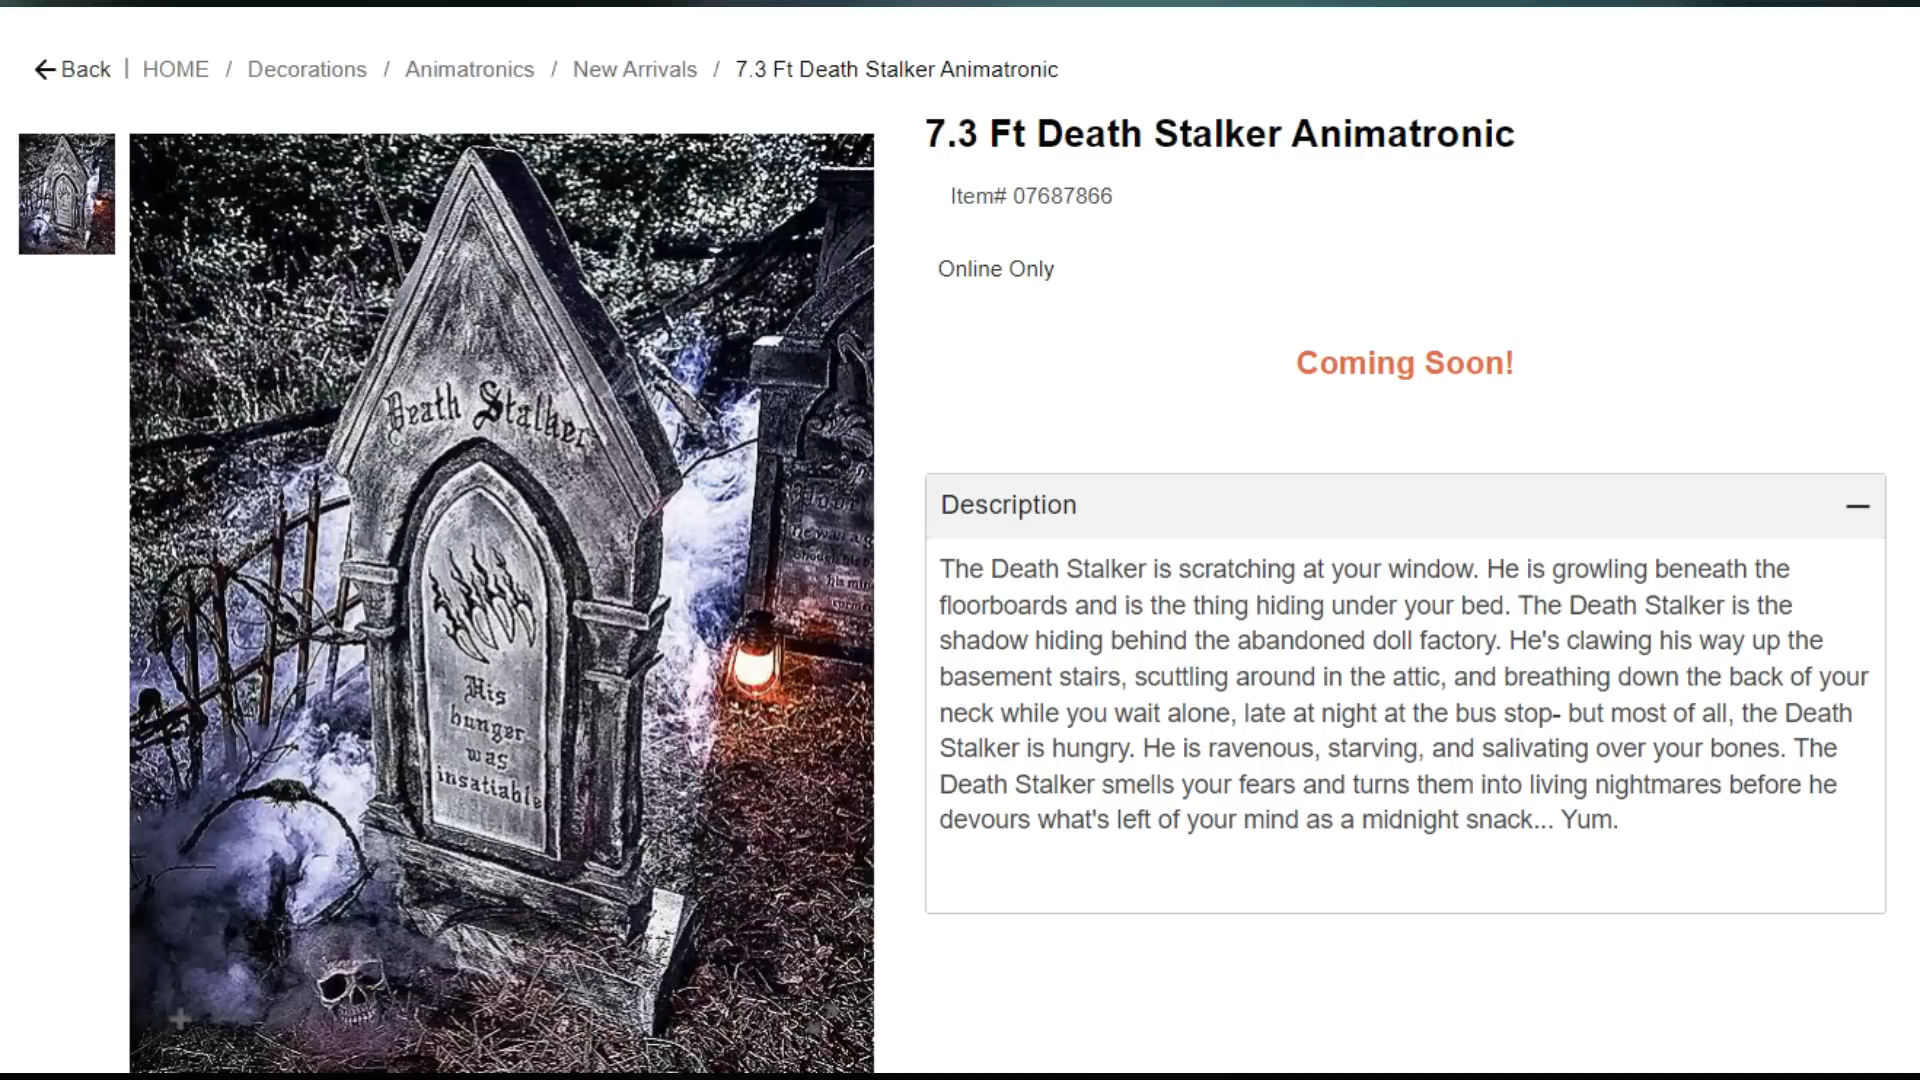 Back | HOME / Decorations / Animatronics / New Arrivals / 7.3 Ft Death Stalker Animatronic
7.3 Ft Death Stalker Animatronic
Item# 07687866
Online Only
Coming Soon!
Description
The Death Stalker is scratching at your window. He is growling beneath the
floorboards and is the thing hiding under your bed. The Death Stalker is the
shadow hiding behind the abandoned doll factory. He's clawing his way up the
basement stairs, scuttling around in the attic, and breathing down the back of your
neck while you wait alone, late at night at the bus stop- but most of all, the Death
Stalker is hungry. He is ravenous, starving, and salivating over your bones. The
Death Stalker smells your fears and turns them into living nightmares before he
devours what's left of your mind as a midnight snack... Yum.
Death Stalker
His
hunger
was
insatiable